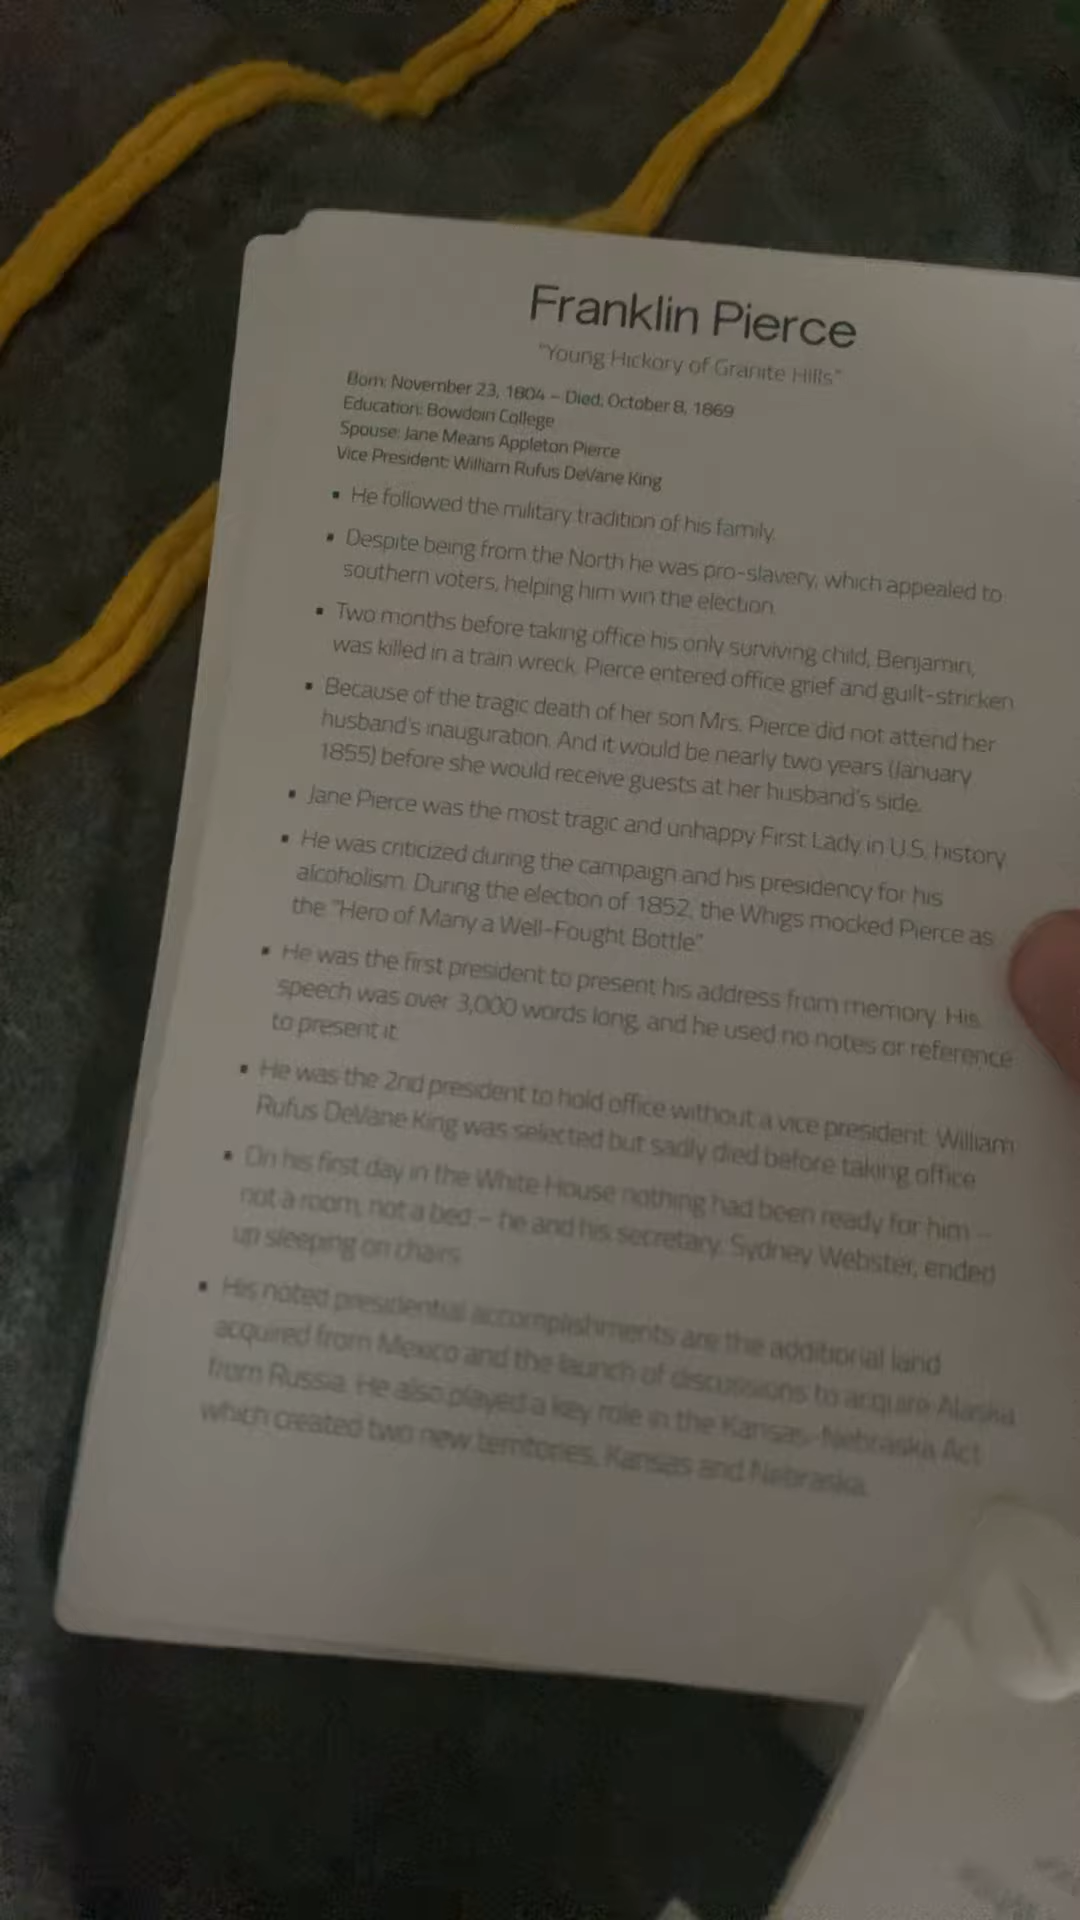 Franklin Pierce
"Young Hickory of Granite Hills"
Born: November 23, 1804 – Died: October 8, 1869
Education: Bowdoin College
Spouse: Jane Means Appleton Pierce
Vice President: William Rufus DeVane King
▪ He followed the military tradition of his family.
▪ Despite being from the North he was pro-slavery, which appealed to
southern voters, helping him win the election.
▪ Two months before taking office his only surviving child, Benjamin,
was killed in a train wreck. Pierce entered office grief and guilt-stricken.
▪ Because of the tragic death of her son Mrs. Pierce did not attend her
husband's inauguration. And it would be nearly two years (January
1855) before she would receive guests at her husband's side.
▪ Jane Pierce was the most tragic and unhappy First Lady in U.S. history
▪ He was criticized during the campaign and his presidency for his
alcoholism. During the election of 1852, the Whigs mocked Pierce as
the "Hero of Many a Well-Fought Bottle"
▪ He was the first president to present his address from memory. His
speech was over 3,000 words long, and he used no notes or reference
to present it.
▪ He was the 2nd president to hold office without a vice president. William
Rufus DeVane King was selected but sadly died before taking office
▪ On his first day in the White House nothing had been ready for him –
not a room, not a bed – he and his secretary, Sydney Webster, ended
up sleeping on chairs.
▪ His noted presidential accomplishments are the additional land
acquired from Mexico and the launch of discussions to acquire Alaska
from Russia. He also played a key role in the Kansas-Nebraska Act
which created two new territories, Kansas and Nebraska.